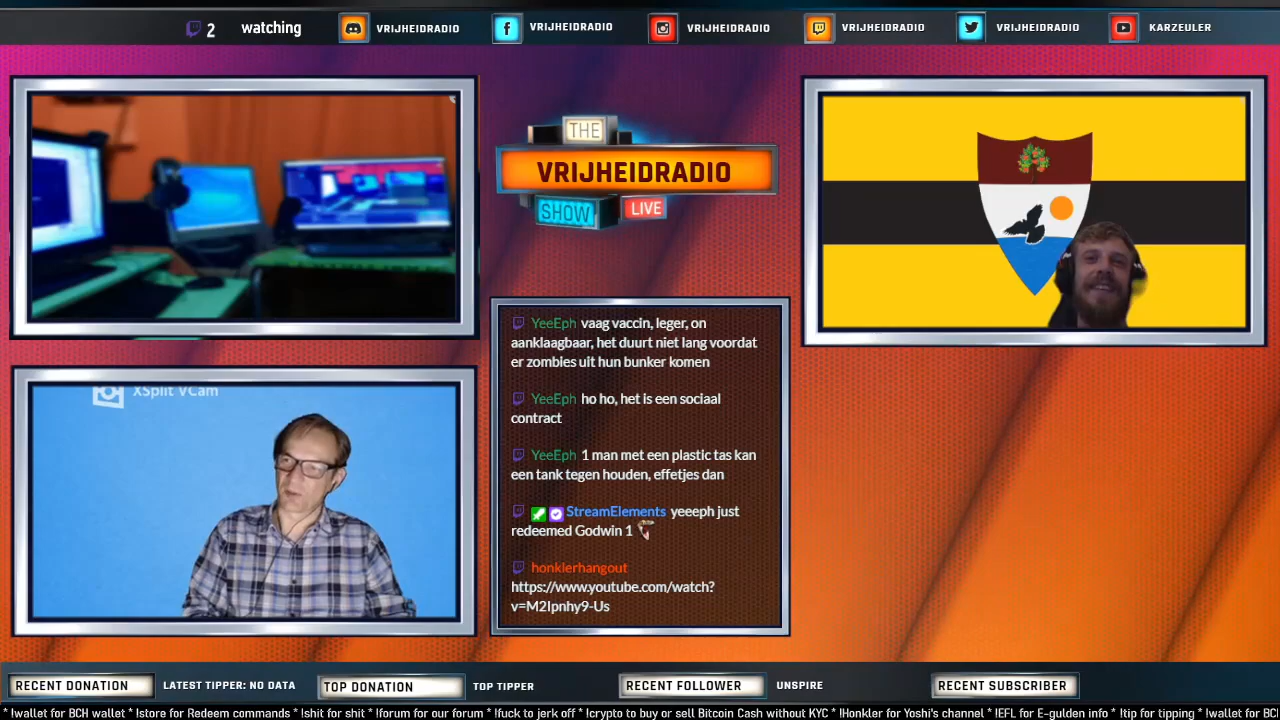 2 watching VRIJHEIDRADIO VRIJHEIDRADIO VRIJHEIDRADIO VRIJHEIDRADIO VRIJHEIDRADIO KARZEULER
THE
VRIJHEIDRADIO
SHOW LIVE
XSplit VCam
YeeEph vaag vaccin, leger, on
aanklaagbaar, het duurt niet lang voordat
er zombies uit hun bunker komen
YeeEph ho ho, het is een sociaal
contract
YeeEph 1 man met een plastic tas kan
een tank tegen houden, effetjes dan
StreamElements yeeeph just
redeemed Godwin 1
honklerhangout
https://www.youtube.com/watch?
v=M2Ipnhy9-Us
RECENT DONATION LATEST TIPPER: NO DATA TOP DONATION TOP TIPPER RECENT FOLLOWER UNSPIRE RECENT SUBSCRIBER
* !wallet for BCH wallet * !store for Redeem commands * !shit for shit * !forum for our forum * !fuck to jerk off * !crypto to buy or sell Bitcoin Cash without KYC * !Honkler for Yoshi's channel * !EFL for E-gulden info * !tip for tipping * !wallet for BC